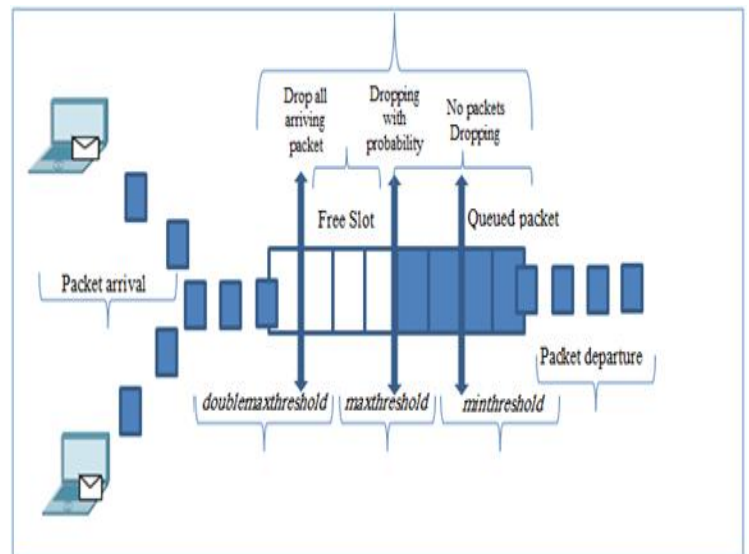 Drop all
arriving
packet
Dropping
with
probability
No packets
Dropping
Free Slot
Queued packet
Packet arrival
Packet departure
doublemaxthreshold
maxthreshold
minthreshold